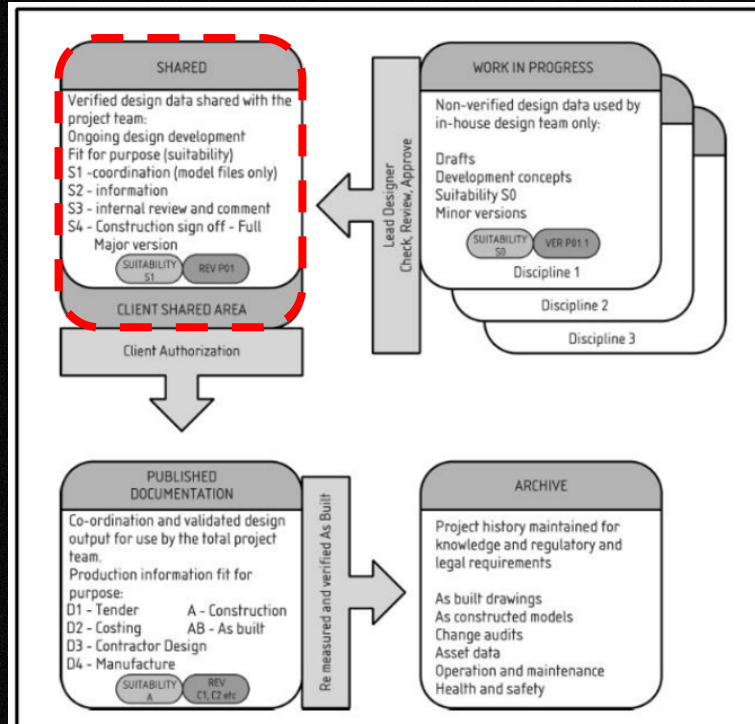 SHARED
Verified design data shared with the
project team:
Ongoing design development
Fit for purpose (suitability)
S1 -coordination (model files only)
S2 - information
S3 - internal review and comment
S4 - Construction sign off - Full
Major version
SUITABILITY
S1
REV P01
CLIENT SHARED AREA
Client Authorization
Lead Designer
Check, Review, Approve
WORK IN PROGRESS
Non-verified design data used by
in-house design team only:
Drafts
Development concepts
Suitability S0
Minor versions
SUITABILITY
S0
VER P01.1
Discipline 1
Discipline 2
Discipline 3
PUBLISHED
DOCUMENTATION
Co-ordination and validated design
output for use by the total project
team.
Production information fit for
purpose:
D1 - Tender A - Construction
D2 - Costing AB - As built
D3 - Contractor Design
D4 - Manufacture
SUITABILITY
A
REV
C1, C2 etc
Re measured and verified As Built
ARCHIVE
Project history maintained for
knowledge and regulatory and
legal requirements
As built drawings
As constructed models
Change audits
Asset data
Operation and maintenance
Health and safety